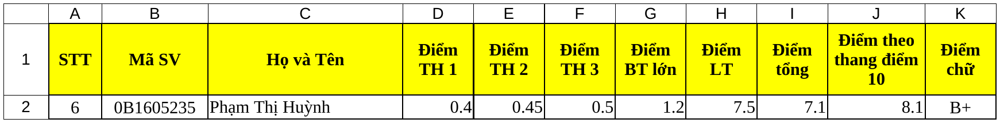 A B C D E F G H I J K
1 STT Mã SV Họ và Tên Điểm TH 1 Điểm TH 2 Điểm TH 3 Điểm BT lớn Điểm LT Điểm tổng Điểm theo thang điểm 10 Điểm chữ
2 6 0B1605235 Phạm Thị Huỳnh 0.4 0.45 0.5 1.2 7.5 7.1 8.1 B+